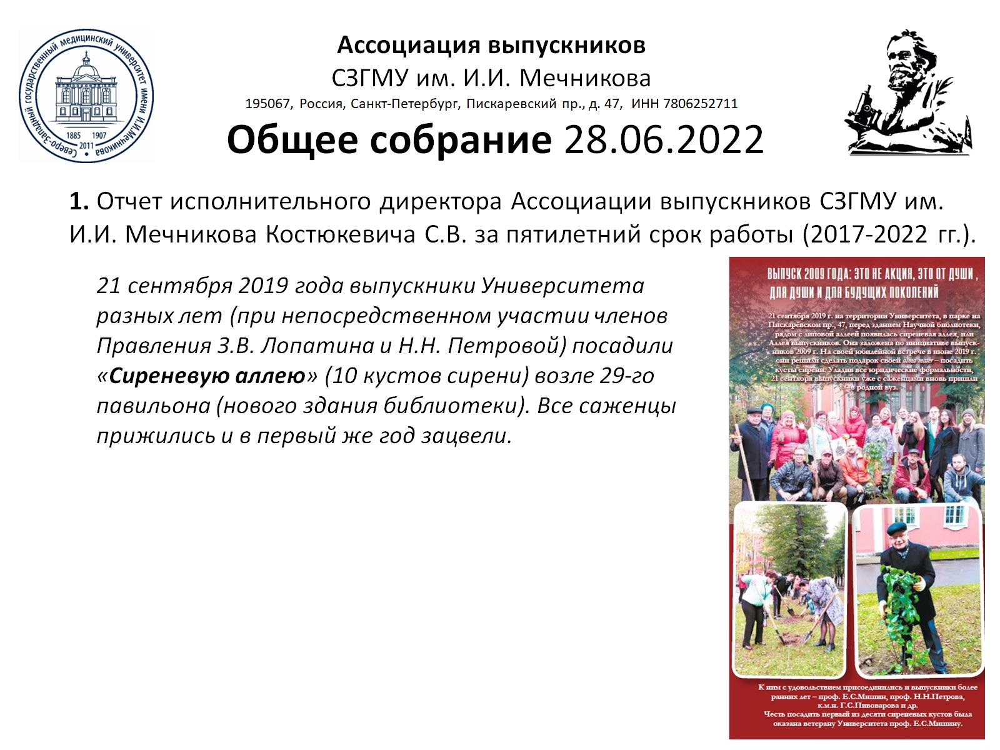 Северо-Западный государственный медицинский университет имени И.И.Мечникова
1885 1907
2011
Ассоциация выпускников
СЗГМУ им. И.И. Мечникова
195067, Россия, Санкт-Петербург, Пискаревский пр., д. 47, ИНН 7806252711
Общее собрание 28.06.2022
1. Отчет исполнительного директора Ассоциации выпускников СЗГМУ им.
И.И. Мечникова Костюкевича С.В. за пятилетний срок работы (2017-2022 гг.).
21 сентября 2019 года выпускники Университета
разных лет (при непосредственном участии членов
Правления З.В. Лопатина и Н.Н. Петровой) посадили
«Сиреневую аллею» (10 кустов сирени) возле 29-го
павильона (нового здания библиотеки). Все саженцы
прижились и в первый же год зацвели.
ВЫПУСК 2009 ГОДА: ЭТО НЕ АКЦИЯ, ЭТО ОТ ДУШИ ,
ДЛЯ ДУШИ И ДЛЯ БУДУЩИХ ПОКОЛЕНИЙ
21 сентября 2019 г. на территории Университета, в парке на
Пискаревском пр., 47, перед зданием Научной библиотеки,
рядом с липовой аллеей появилась сиреневая аллея, или
Аллея выпускников. Она заложена по инициативе выпуск-
ников 2009 г. На своей юбилейной встрече в июне 2019 г.
они решили сделать подарок своей alma mater – посадить
кусты сирени. Уладив все юридические формальности,
21 сентября выпускники уже с саженцами вновь пришли
в родной вуз.
К ним с удовольствием присоединились и выпускники более
ранних лет – проф. Е.С.Мишин, проф. Н.Н.Петрова,
к.м.н. Г.С.Пивоварова и др.
Честь посадить первый из десяти сиреневых кустов была
оказана ветерану Университета проф. Е.С.Мишину.